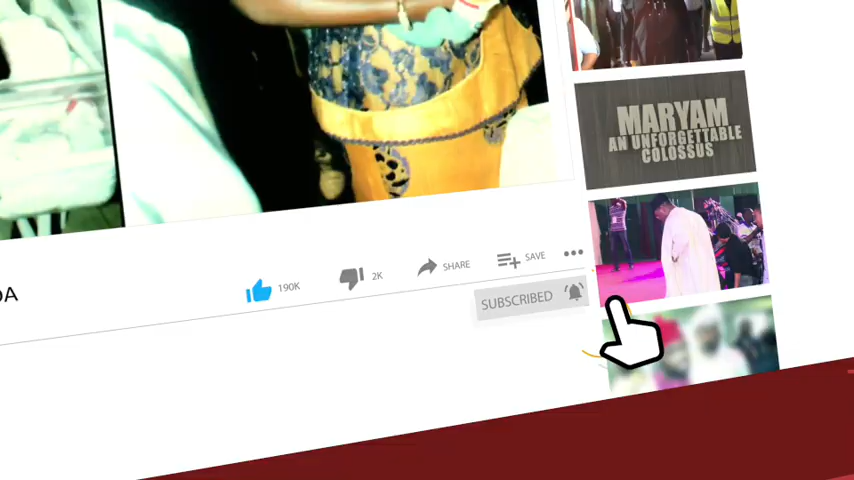 MARYAM
AN UNFORGETTABLE
COLOSSUS
DA
190K
2K
SHARE
SAVE
SUBSCRIBED